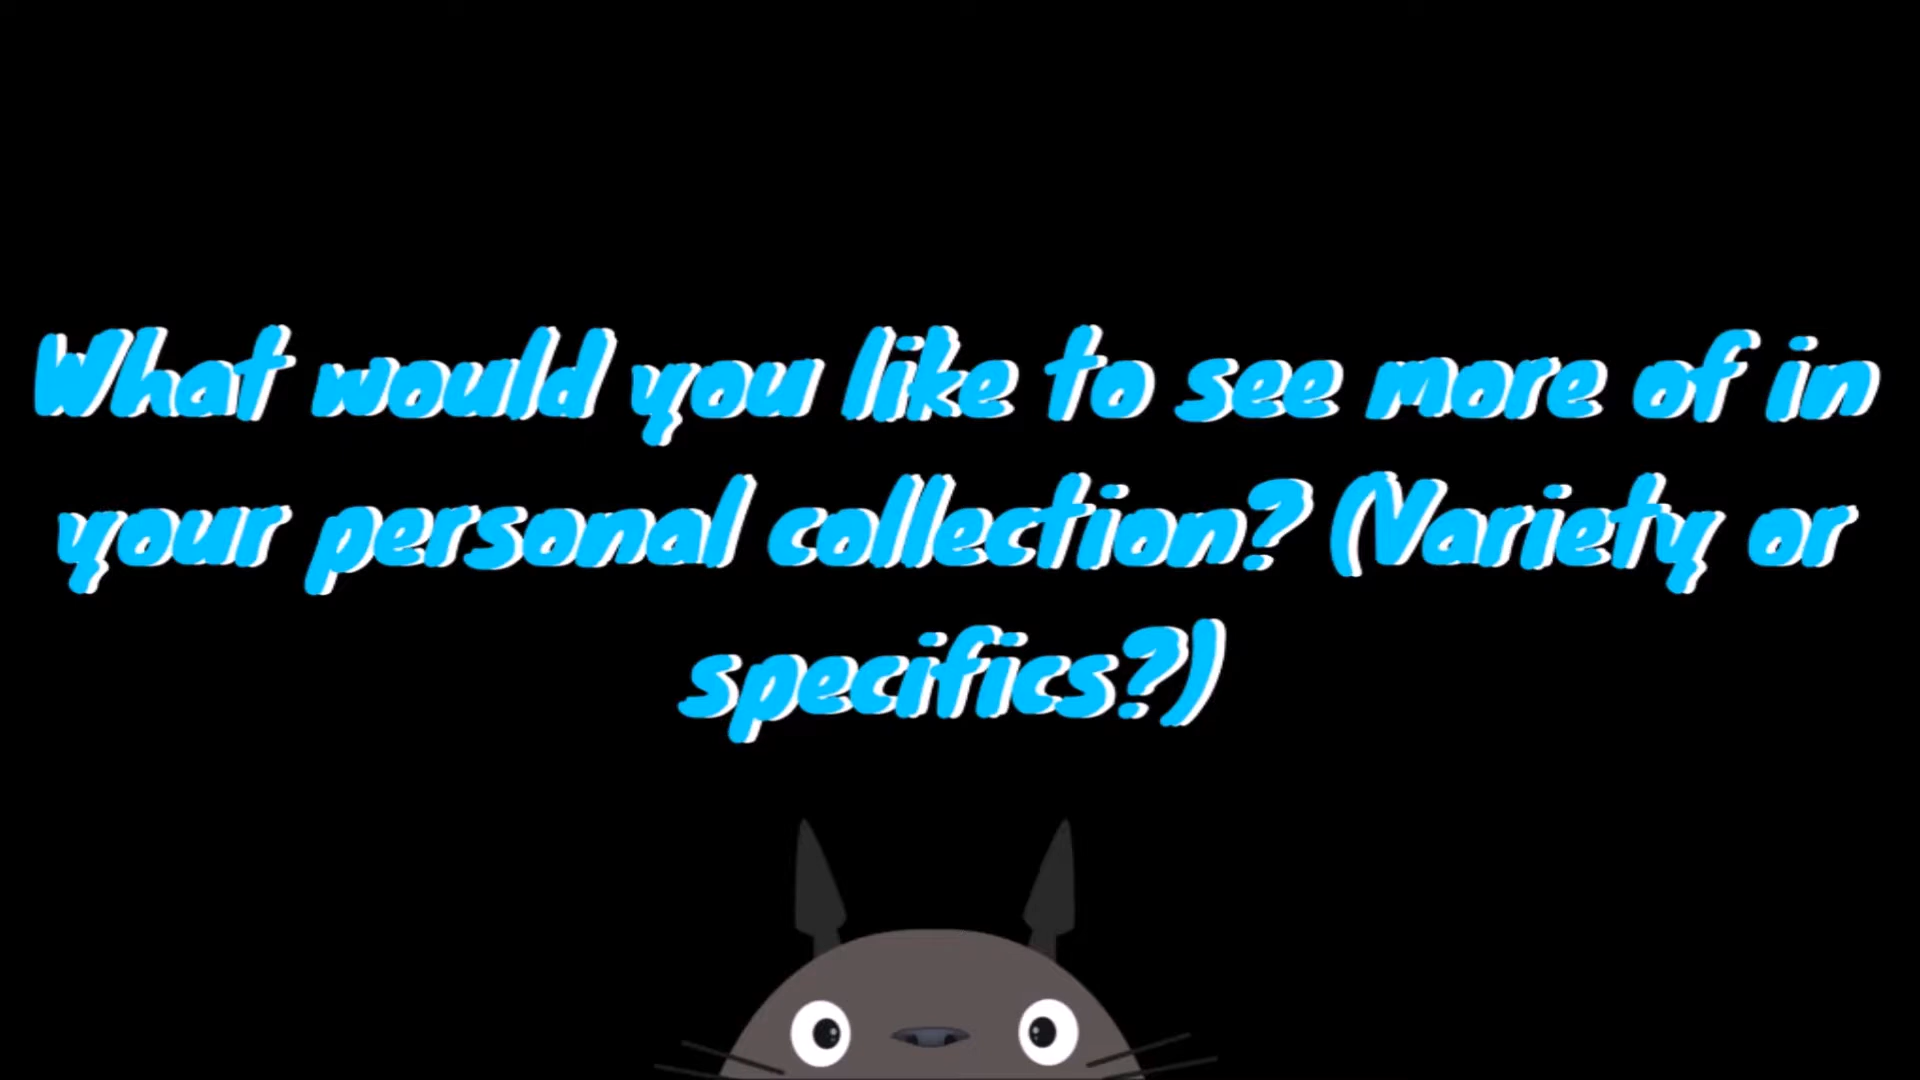 What would you like to see more of in
your personal collection? (Variety or
specifics?)